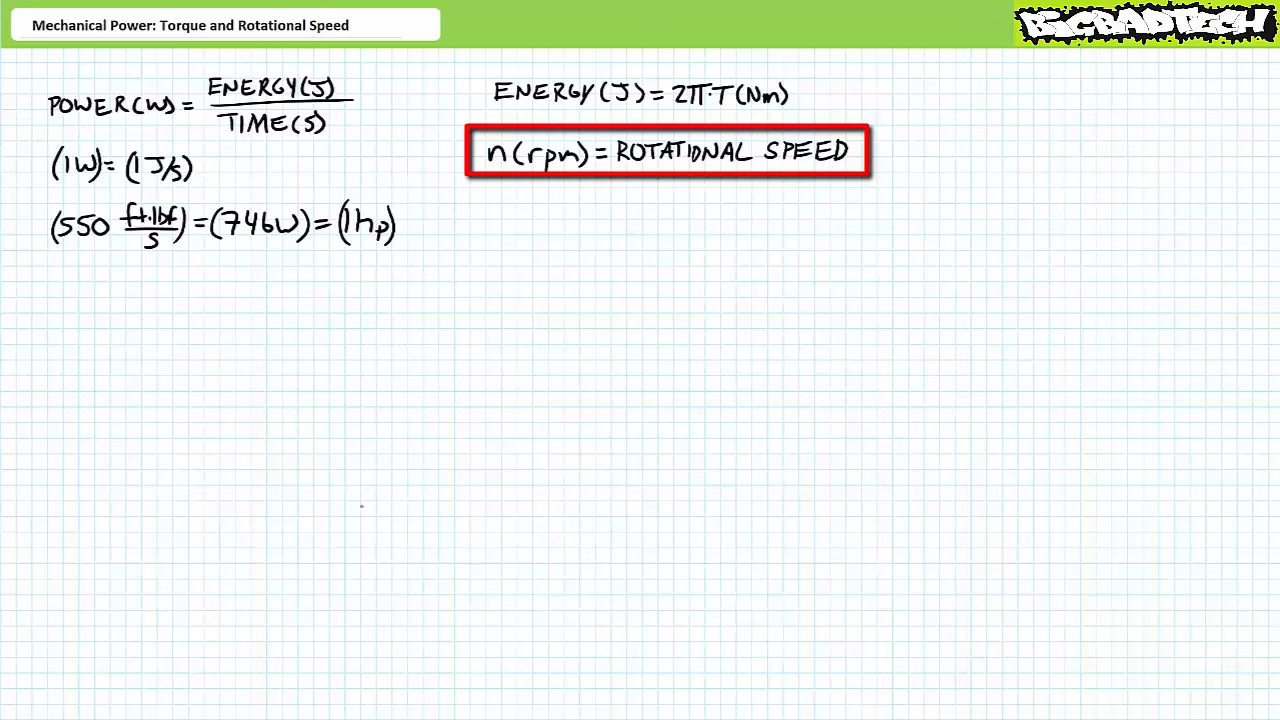 Mechanical Power: Torque and Rotational Speed
BIGBADTECH
POWER(W) = ENERGY(J)
TIME(S)
(1W) = (1 J/s)
(550 ft.lbf/s) = (746W) = (1hp)
ENERGY(J) = 2π·T(Nm)
n(rpm) = ROTATIONAL SPEED